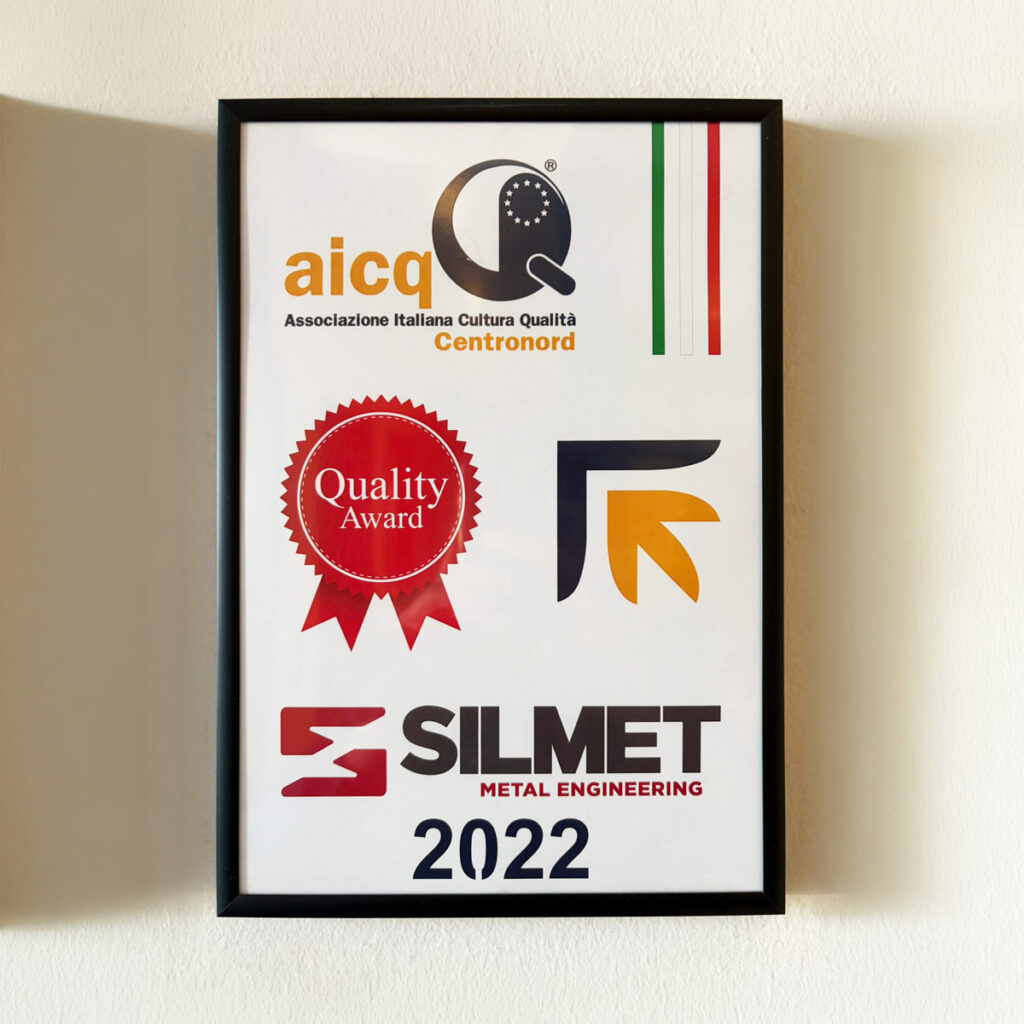 ®
aicq
Associazione Italiana Cultura Qualità
Centronord
Quality
Award
SILMET
METAL ENGINEERING
2022